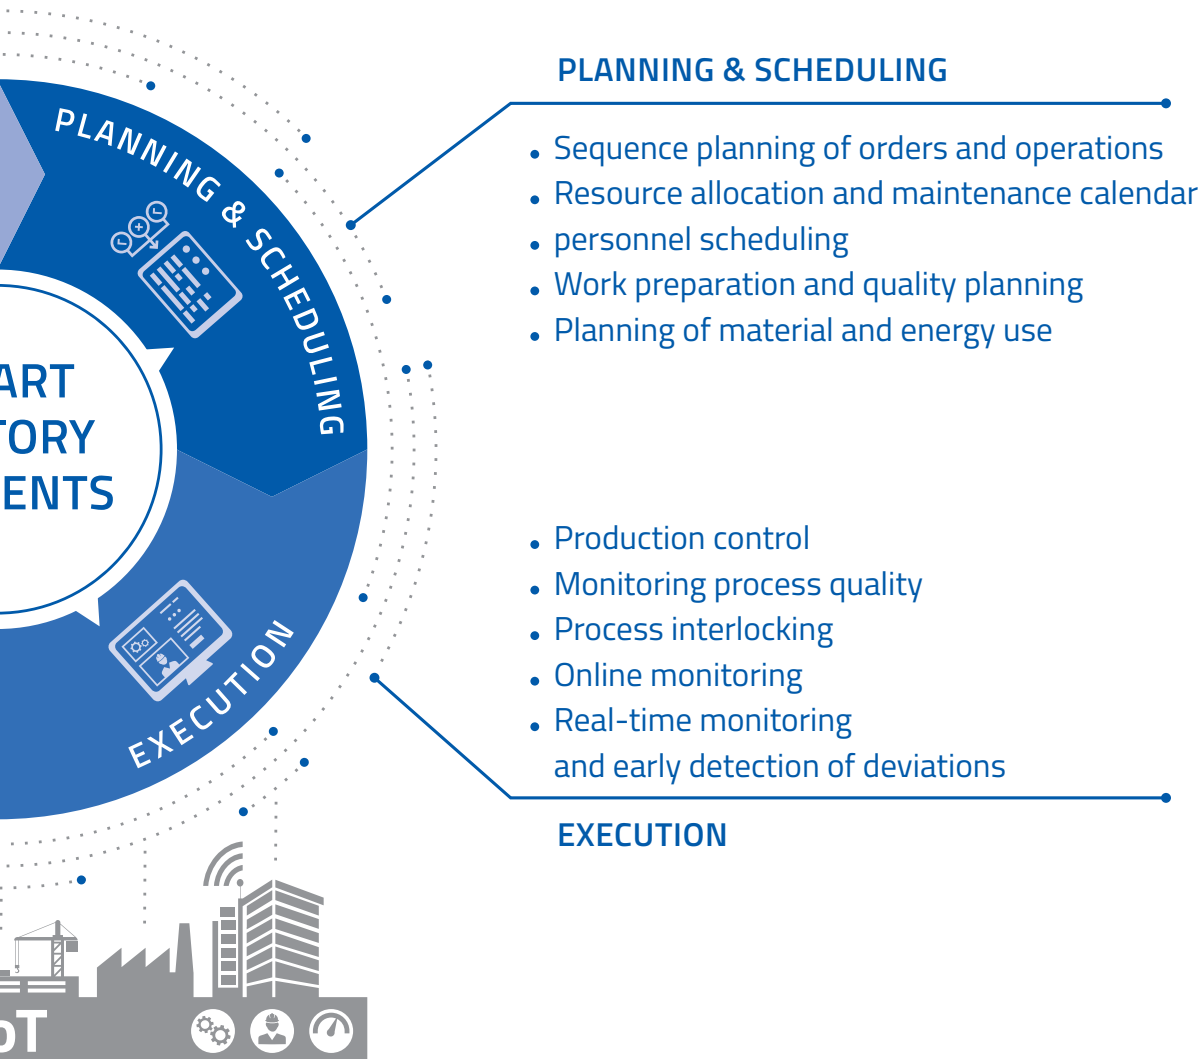 PLANNING & SCHEDULING
PLANNING & SCHEDULING
• Sequence planning of orders and operations
• Resource allocation and maintenance calendar
• personnel scheduling
• Work preparation and quality planning
• Planning of material and energy use
ART
TORY
ENTS
• Production control
• Monitoring process quality
• Process interlocking
• Online monitoring
• Real-time monitoring
and early detection of deviations
EXECUTION
EXECUTION
oT